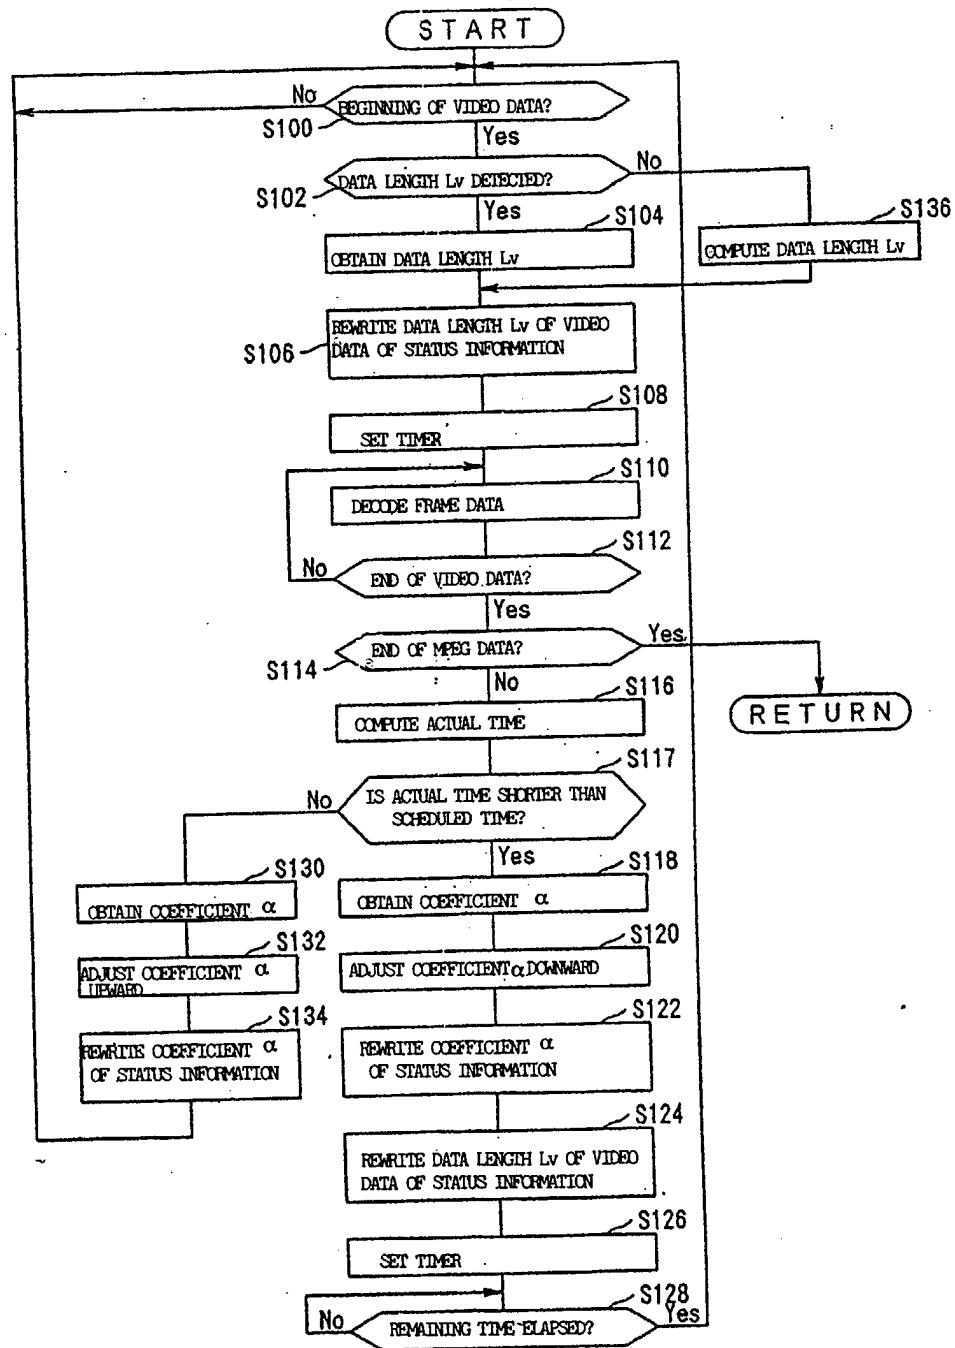 START
No
BEGINNING OF VIDEO DATA?
S100
Yes
No
DATA LENGTH Lv DETECTED?
S102
Yes
S104
S136
OBTAIN DATA LENGTH Lv
COMPUTE DATA LENGTH Lv
REWRITE DATA LENGTH Lv OF VIDEO
DATA OF STATUS INFORMATION
S106
S108
SET TIMER
S110
DECODE FRAME DATA
S112
No
END OF VIDEO DATA?
Yes
END OF MPEG DATA?
Yes
S114
No
S116
RETURN
COMPUTE ACTUAL TIME
S117
No
IS ACTUAL TIME SHORTER THAN
SCHEDULED TIME?
Yes
S130
S118
OBTAIN COEFFICIENT α
OBTAIN COEFFICIENT α
S132
S120
ADJUST COEFFICIENT α
UPWARD
ADJUST COEFFICIENT α DOWNWARD
S134
S122
REWRITE COEFFICIENT α
OF STATUS INFORMATION
REWRITE COEFFICIENT α
OF STATUS INFORMATION
S124
REWRITE DATA LENGTH Lv OF VIDEO
DATA OF STATUS INFORMATION
S126
SET TIMER
S128
No
REMAINING TIME ELAPSED?
Yes